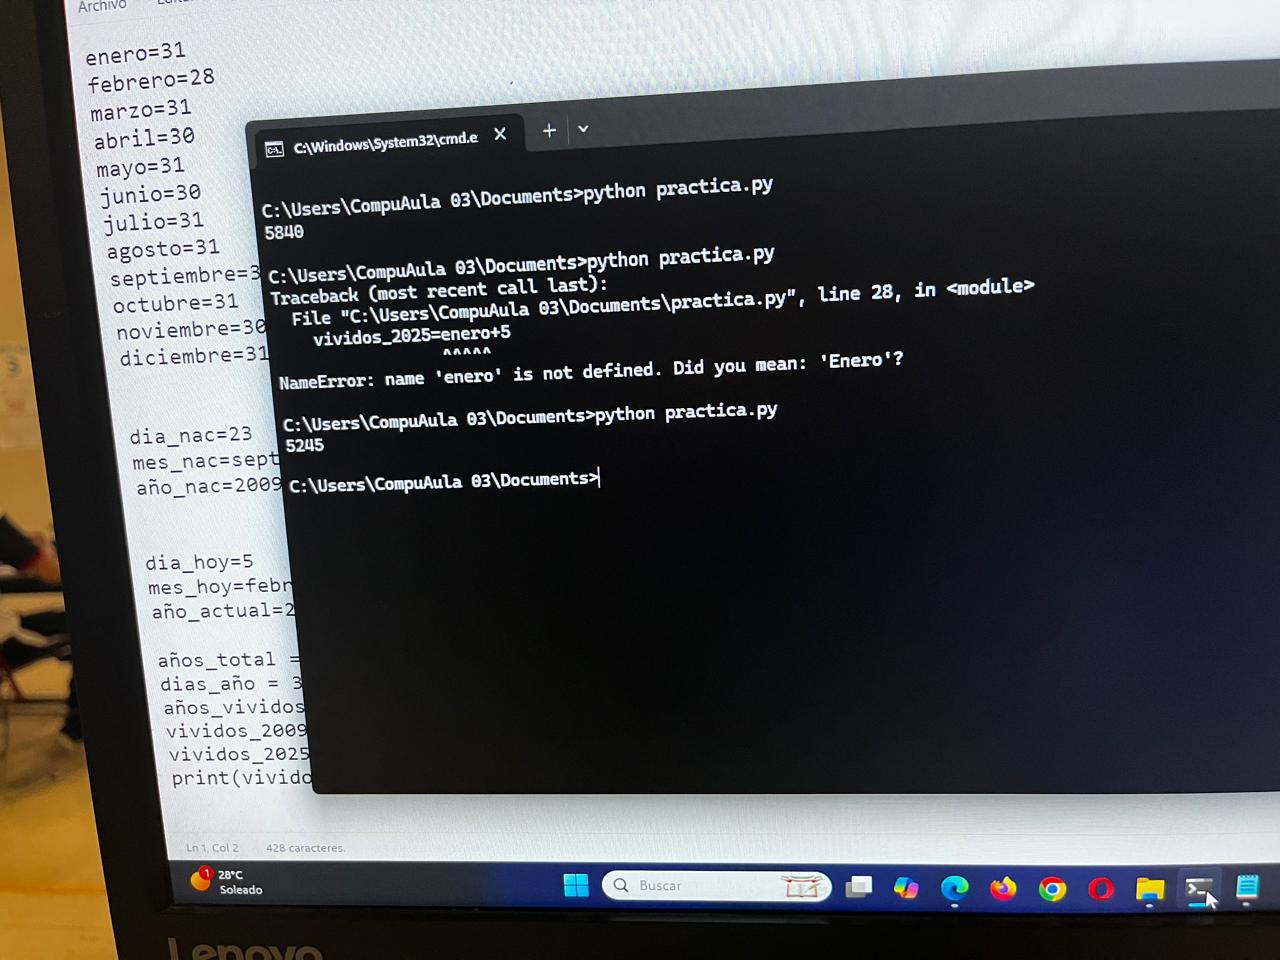 Archivo
enero=31
febrero=28
marzo=31
abril=30
mayo=31
junio=30
julio=31
agosto=31
septiembre=3
octubre=31
noviembre=30
diciembre=31
dia_nac=23
mes_nac=sept
año_nac=2009
dia_hoy=5
mes_hoy=febr
año_actual=2
años_total =
dias_año = 3
años_vividos
vividos_2009
vividos_2025
print(vivido
Ln 1, Col 2
428 caracteres.
C:\Windows\System32\cmd.e
C:\Users\CompuAula 03\Documents>python practica.py
5840
C:\Users\CompuAula 03\Documents>python practica.py
Traceback (most recent call last):
File "C:\Users\CompuAula 03\Documents\practica.py", line 28, in <module>
vividos_2025=enero+5
^^^^^
NameError: name 'enero' is not defined. Did you mean: 'Enero'?
C:\Users\CompuAula 03\Documents>python practica.py
5245
C:\Users\CompuAula 03\Documents>
1
28°C
Soleado
Buscar
Lenovo